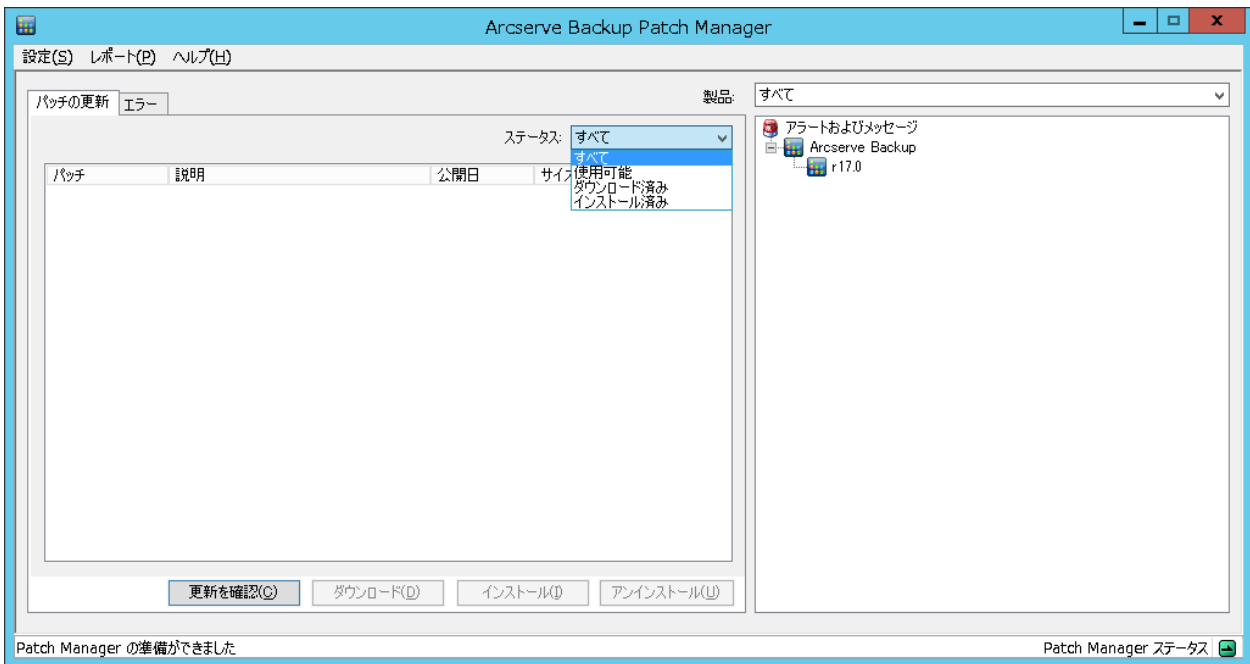 Arcserve Backup Patch Manager
設定(S) レポート(P) ヘルプ(H)
パッチの更新 エラー
製品: すべて
ステータス: すべて
すべて
使用可能
ダウンロード済み
インストール済み
パッチ 説明 公開日
アラートおよびメッセージ
Arcserve Backup
r17.0
更新を確認(C) ダウンロード(D) インストール(I) アンインストール(U)
Patch Manager の準備ができました
Patch Manager ステータス